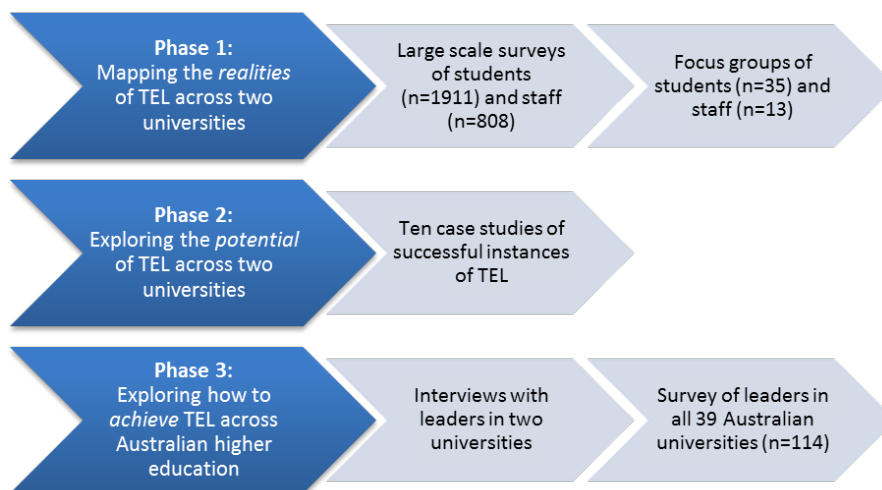 Phase 1:
Mapping the realities
of TEL across two
universities
Large scale surveys
of students
(n=1911) and staff
(n=808)
Focus groups of
students (n=35) and
staff (n=13)
Phase 2:
Exploring the potential
of TEL across two
universities
Ten case studies of
successful instances
of TEL
Phase 3:
Exploring how to
achieve TEL across
Australian higher
education
Interviews with
leaders in two
universities
Survey of leaders in
all 39 Australian
universities (n=114)